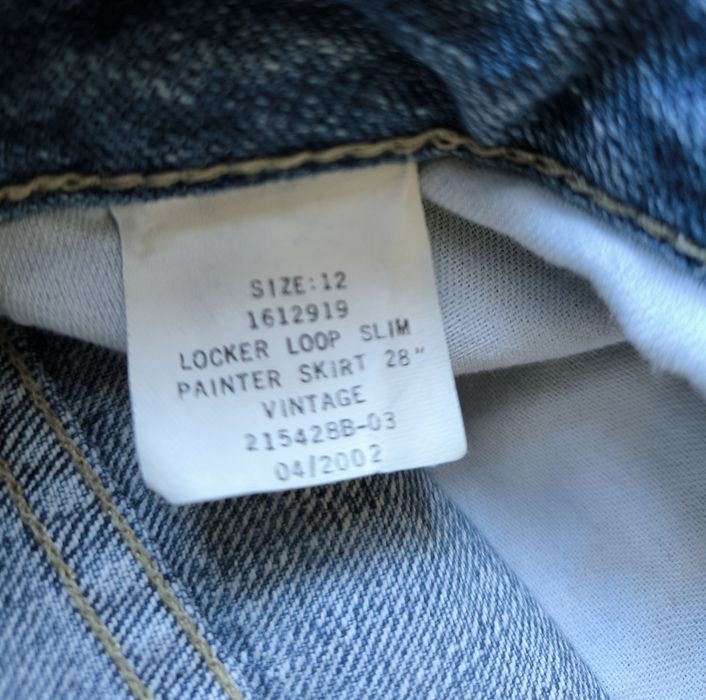 SIZE:12
1612919
LOCKER LOOP SLIM
PAINTER SKIRT 28"
VINTAGE
215428B-03
04/2002